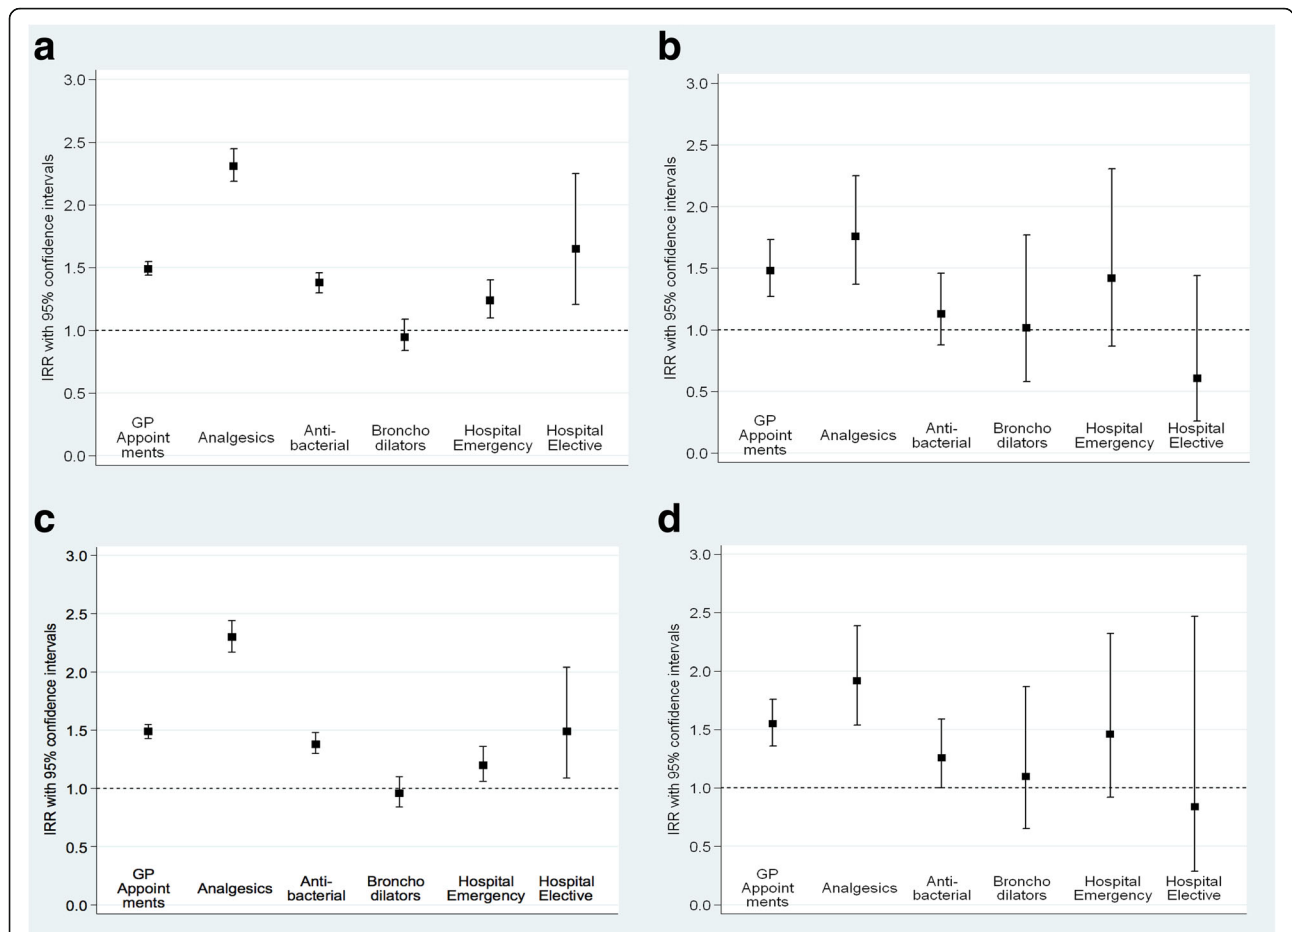 a
IRR with 95% confidence intervals
3.0
2.5
2.0
1.5
1.0
0.5
0.0
GP
Appoint
ments
Analgesics
Anti-
bacterial
Broncho
dilators
Hospital
Emergency
Hospital
Elective
b
IRR with 95% confidence intervals
3.0
2.5
2.0
1.5
1.0
0.5
0.0
GP
Appoint
ments
Analgesics
Anti-
bacterial
Broncho
dilators
Hospital
Emergency
Hospital
Elective
c
IRR with 95% confidence intervals
3.0
2.5
2.0
1.5
1.0
0.5
0.0
GP
Appoint
ments
Analgesics
Anti-
bacterial
Broncho
dilators
Hospital
Emergency
Hospital
Elective
d
IRR with 95% confidence intervals
3.0
2.5
2.0
1.5
1.0
0.5
0.0
GP
Appoint
ments
Analgesics
Anti-
bacterial
Broncho
dilators
Hospital
Emergency
Hospital
Elective